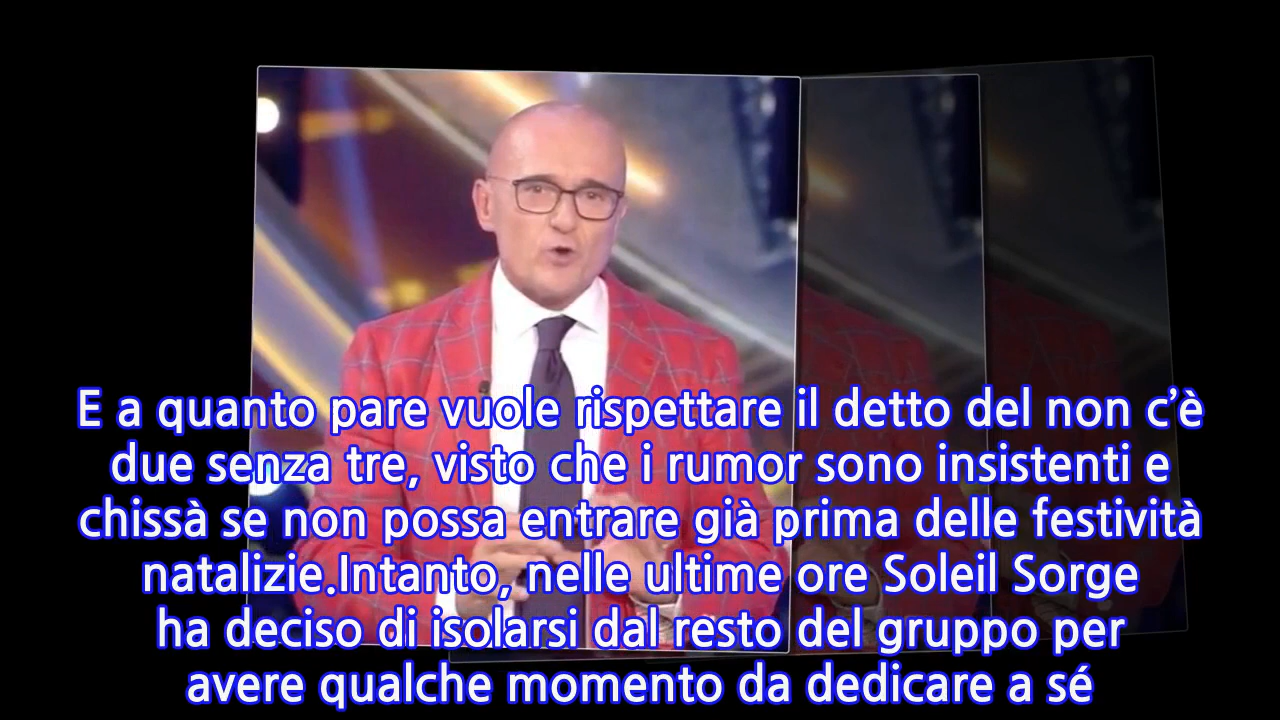 E a quanto pare vuole rispettare il detto del non c’è
due senza tre, visto che i rumor sono insistenti e
chissà se non possa entrare già prima delle festività
natalizie.Intanto, nelle ultime ore Soleil Sorge
ha deciso di isolarsi dal resto del gruppo per
avere qualche momento da dedicare a sé